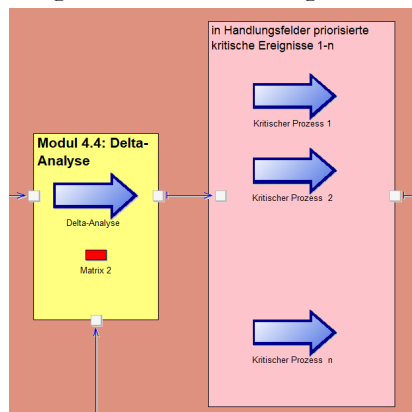 in Handlungsfelder priorisierte
kritische Ereignisse 1-n
Kritischer Prozess 1
Modul 4.4: Delta-
Analyse
Kritischer Prozess 2
Delta-Analyse
Matrix 2
Kritischer Prozess n